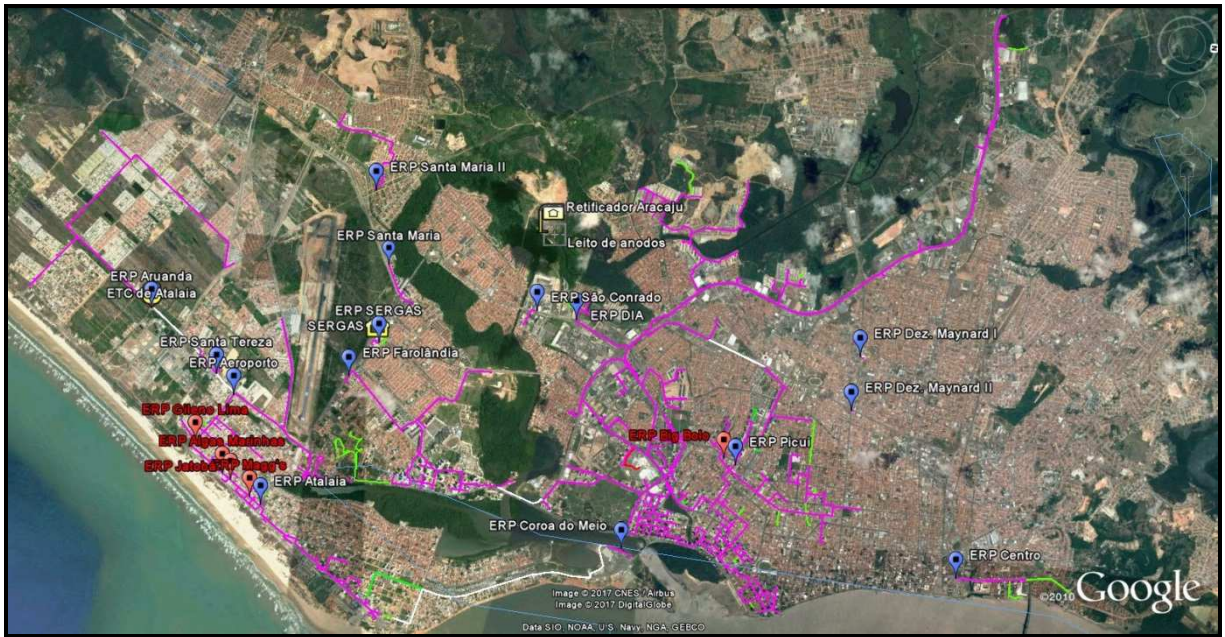 ERP Santa Maria II
Retificador Aracaju
ERP Santa Maria
Leito de anodos
ERP Aruanda
ETC de Atalaia
ERP São Conrado
ERP SERGAS
ERP DIA
SERGAS
ERP Santa Tereza
ERP Dez. Maynard I
ERP Farolândia
ERP Aeroporto
ERP Dez. Maynard II
ERP Gileno Lima
ERP Big Bolo
ERP Algas Marinhas
ERP Picui
ERP Jatobá
ERP Magg's
ERP Atalaia
ERP Coroa do Meio
ERP Centro
Image © 2017 CNES / Airbus
Image © 2017 DigitalGlobe
©2010 Google
Data SIO, NOAA, U.S. Navy, NGA, GEBCO